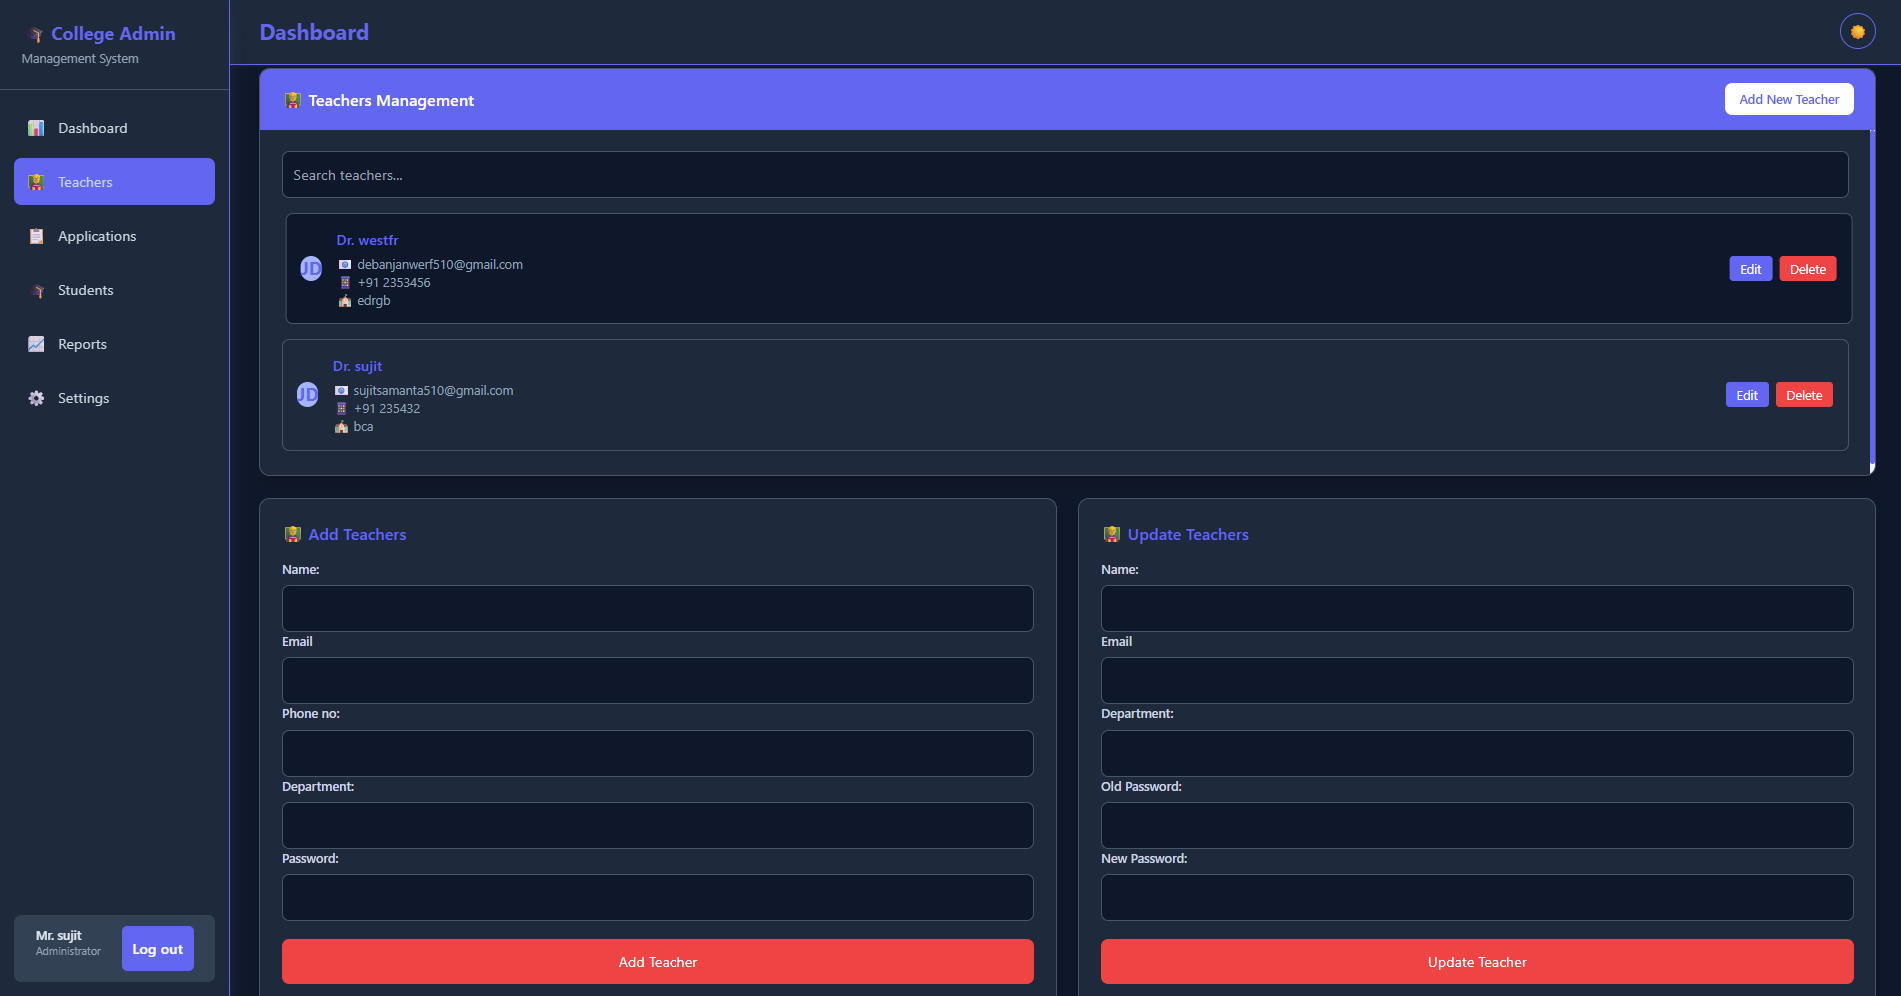 College Admin
Management System
Dashboard
Teachers
Applications
Students
Reports
Settings
Mr. sujit
Administrator
Log out
Dashboard
Teachers Management
Add New Teacher
Search teachers...
JD
Dr. westfr
debanjanwerf510@gmail.com
+91 2353456
edrgb
Edit
Delete
JD
Dr. sujit
sujitsamanta510@gmail.com
+91 235432
bca
Edit
Delete
Add Teachers
Name:
Email
Phone no:
Department:
Password:
Add Teacher
Update Teachers
Name:
Email
Department:
Old Password:
New Password:
Update Teacher